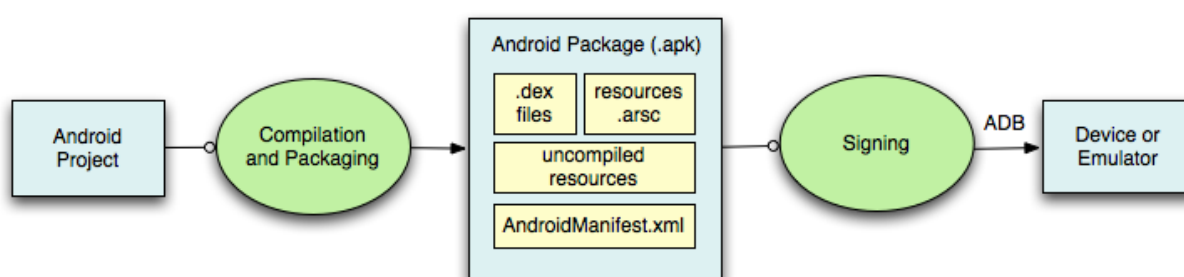 Android
Project
Compilation
and Packaging
Android Package (.apk)
.dex
files
resources
.arsc
uncompiled
resources
AndroidManifest.xml
Signing
ADB
Device or
Emulator